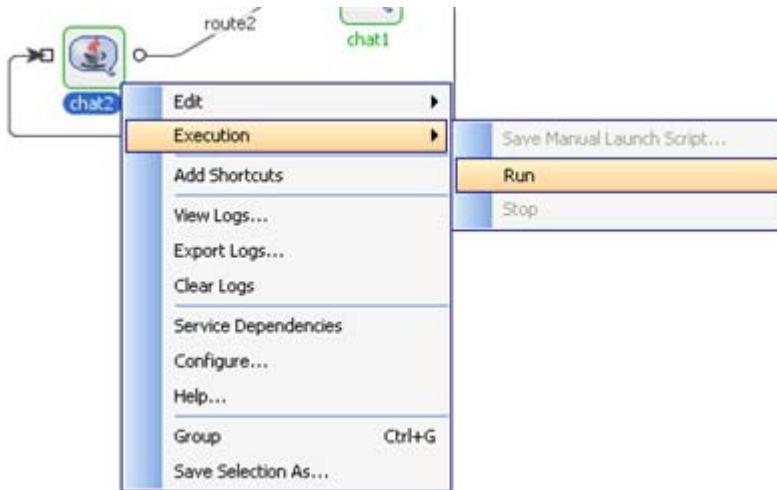 route2
chat1
chat2
Edit
Execution
Add Shortcuts
View Logs...
Export Logs...
Clear Logs
Service Dependencies
Configure...
Help...
Group Ctrl+G
Save Selection As...
Save Manual Launch Script...
Run
Stop